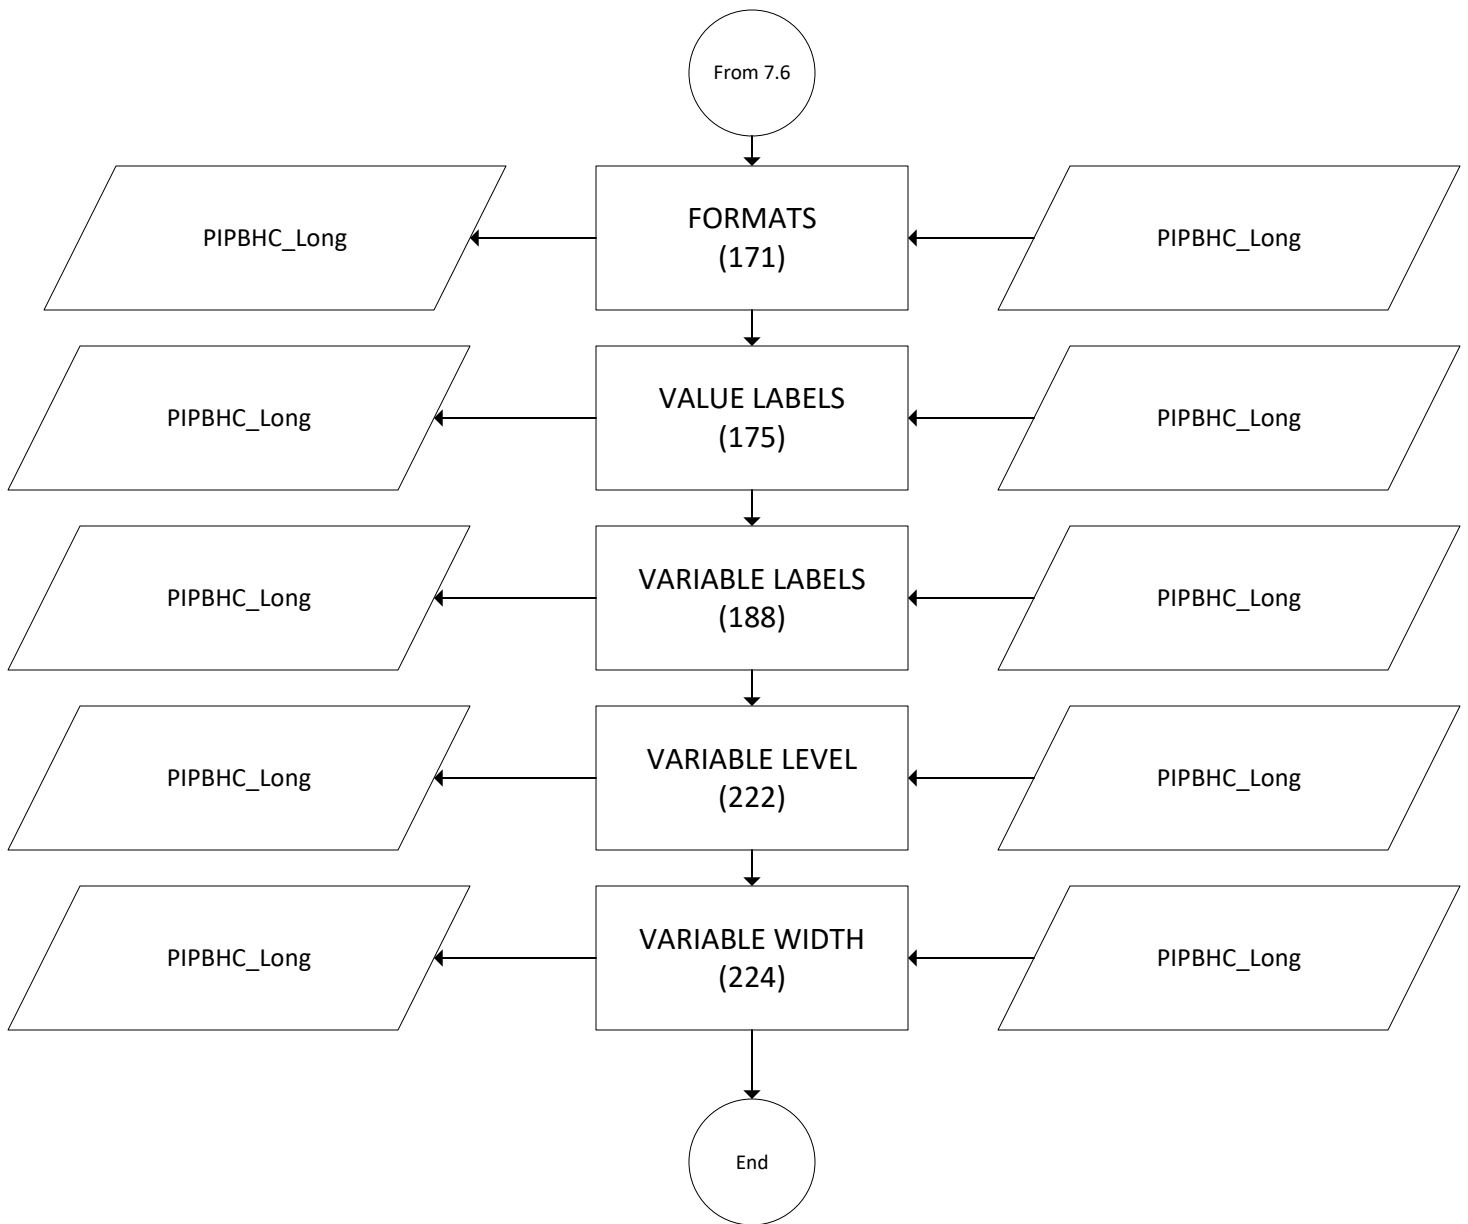 From 7.6
PIPBHC_Long
FORMATS
(171)
PIPBHC_Long
PIPBHC_Long
VALUE LABELS
(175)
PIPBHC_Long
PIPBHC_Long
VARIABLE LABELS
(188)
PIPBHC_Long
PIPBHC_Long
VARIABLE LEVEL
(222)
PIPBHC_Long
PIPBHC_Long
VARIABLE WIDTH
(224)
PIPBHC_Long
End